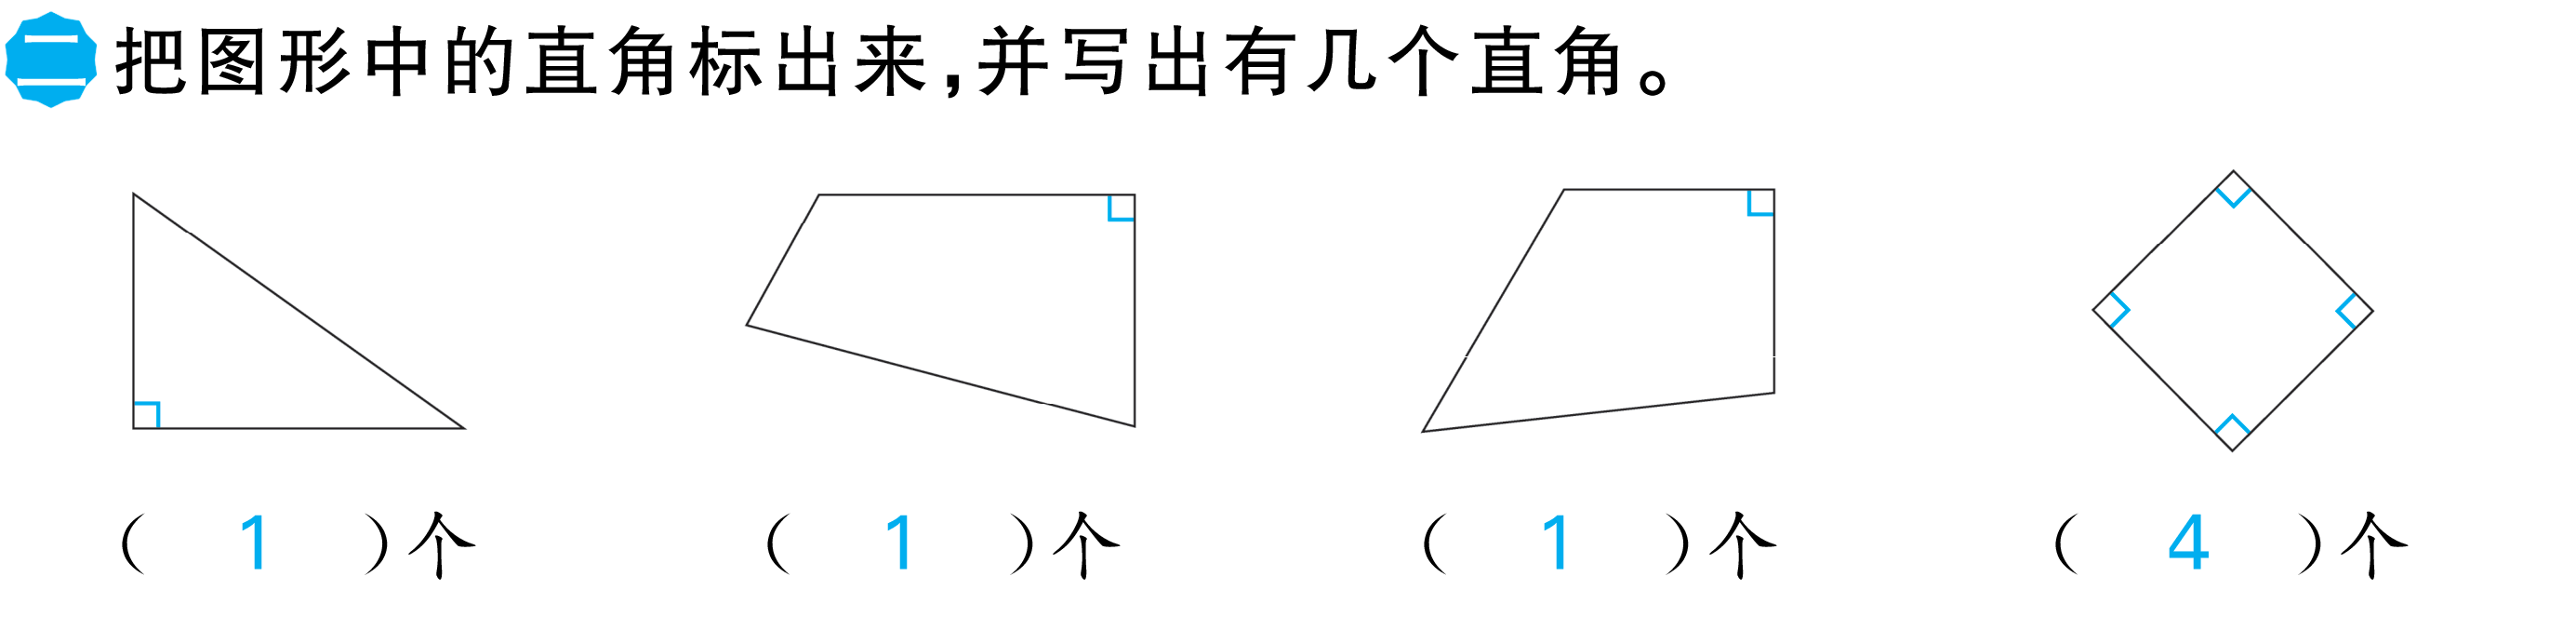 二 把图形中的直角标出来,并写出有几个直角。
( 1 )个 ( 1 )个 ( 1 )个 ( 4 )个